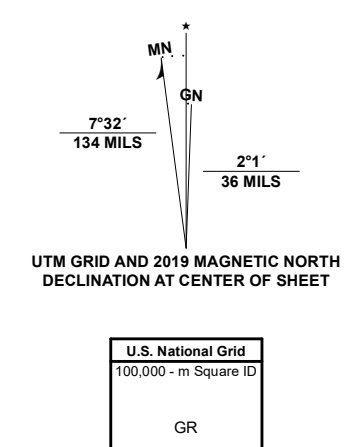 ★
MN
GN
7°32´
134 MILS
2°1´
36 MILS
UTM GRID AND 2019 MAGNETIC NORTH
DECLINATION AT CENTER OF SHEET
U.S. National Grid
100,000 - m Square ID
GR